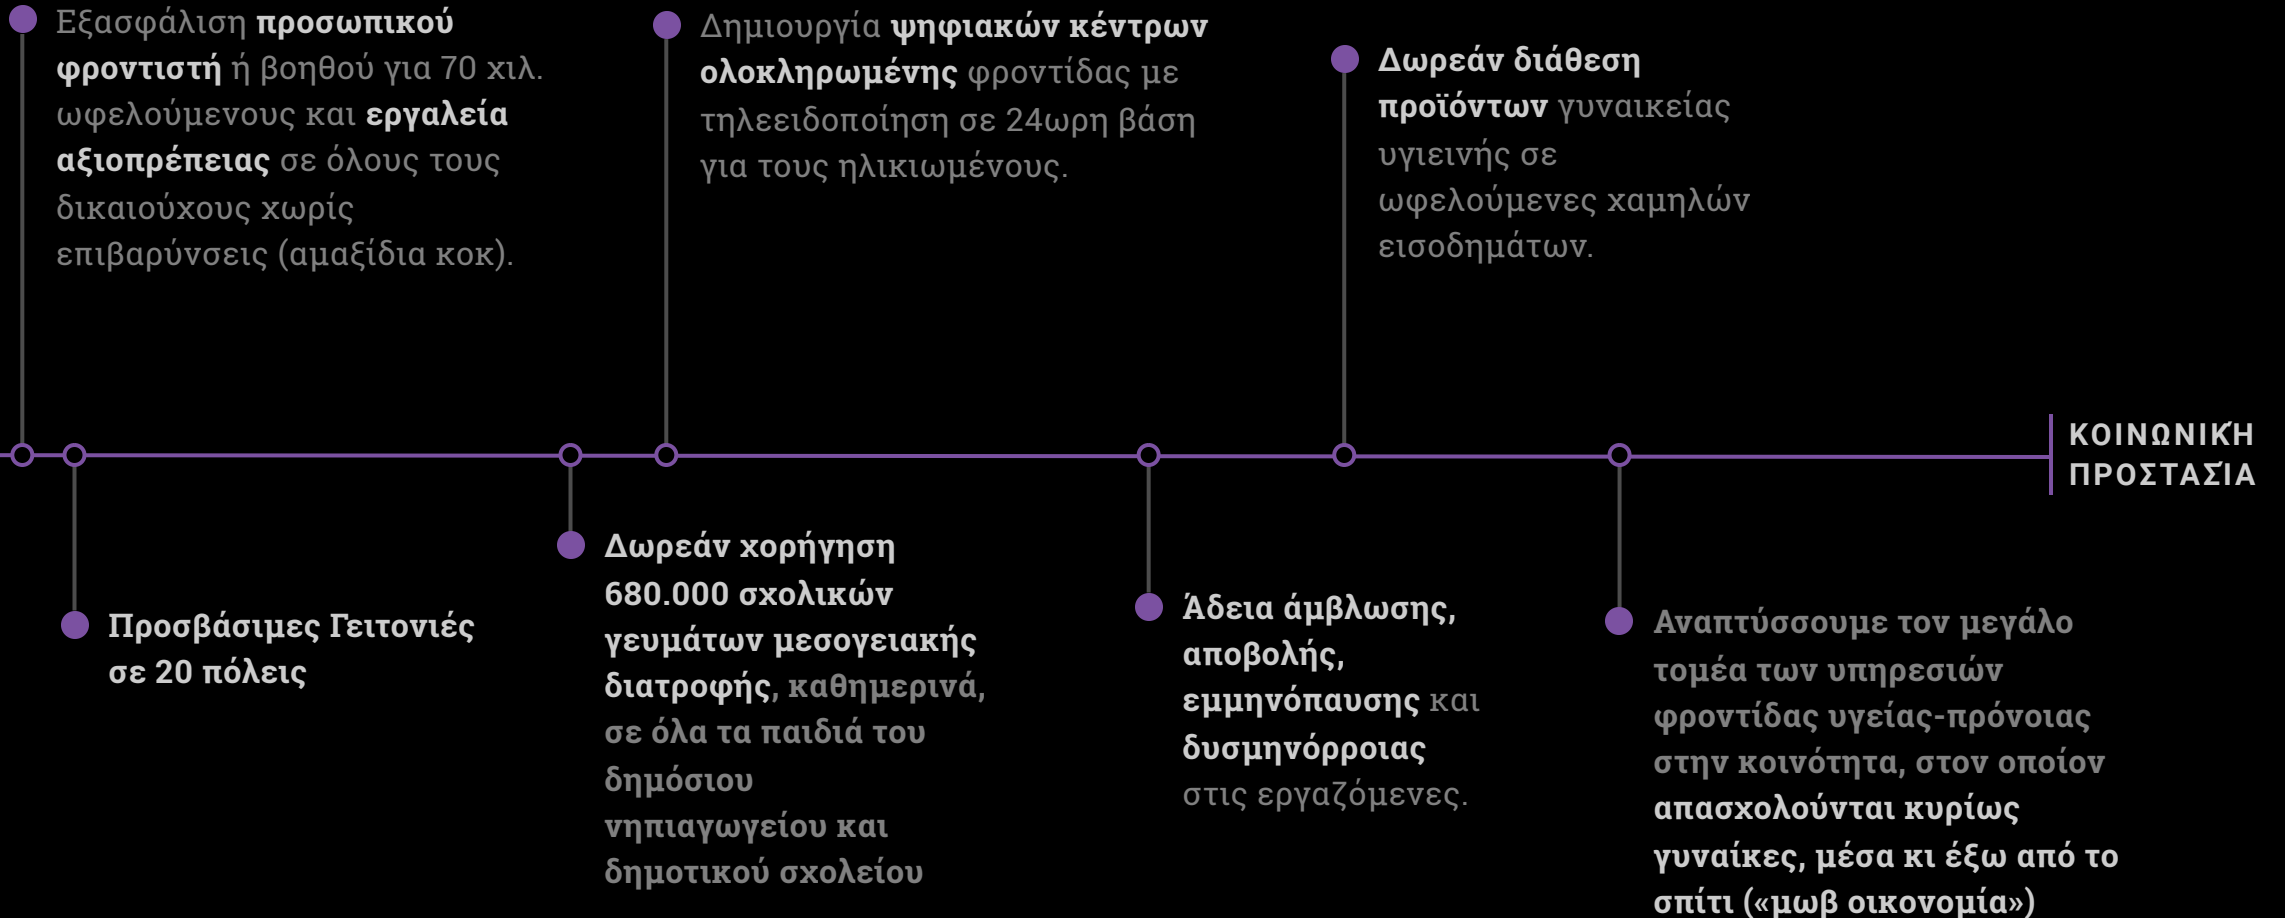 Εξασφάλιση προσωπικού
φροντιστή ή βοηθού για 70 χιλ.
ωφελούμενους και εργαλεία
αξιοπρέπειας σε όλους τους
δικαιούχους χωρίς
επιβαρύνσεις (αμαξίδια κοκ).
Δημιουργία ψηφιακών κέντρων
ολοκληρωμένης φροντίδας με
τηλεειδοποίηση σε 24ωρη βάση
για τους ηλικιωμένους.
Δωρεάν διάθεση
προϊόντων γυναικείας
υγιεινής σε
ωφελούμενες χαμηλών
εισοδημάτων.
ΚΟΙΝΩΝΙΚΉ
ΠΡΟΣΤΑΣΊΑ
Προσβάσιμες Γειτονιές
σε 20 πόλεις
Δωρεάν χορήγηση
680.000 σχολικών
γευμάτων μεσογειακής
διατροφής, καθημερινά,
σε όλα τα παιδιά του
δημόσιου
νηπιαγωγείου και
δημοτικού σχολείου
Άδεια άμβλωσης,
αποβολής,
εμμηνόπαυσης και
δυσμηνόρροιας
στις εργαζόμενες.
Αναπτύσσουμε τον μεγάλο
τομέα των υπηρεσιών
φροντίδας υγείας-πρόνοιας
στην κοινότητα, στον οποίον
απασχολούνται κυρίως
γυναίκες, μέσα κι έξω από το
σπίτι («μωβ οικονομία»)